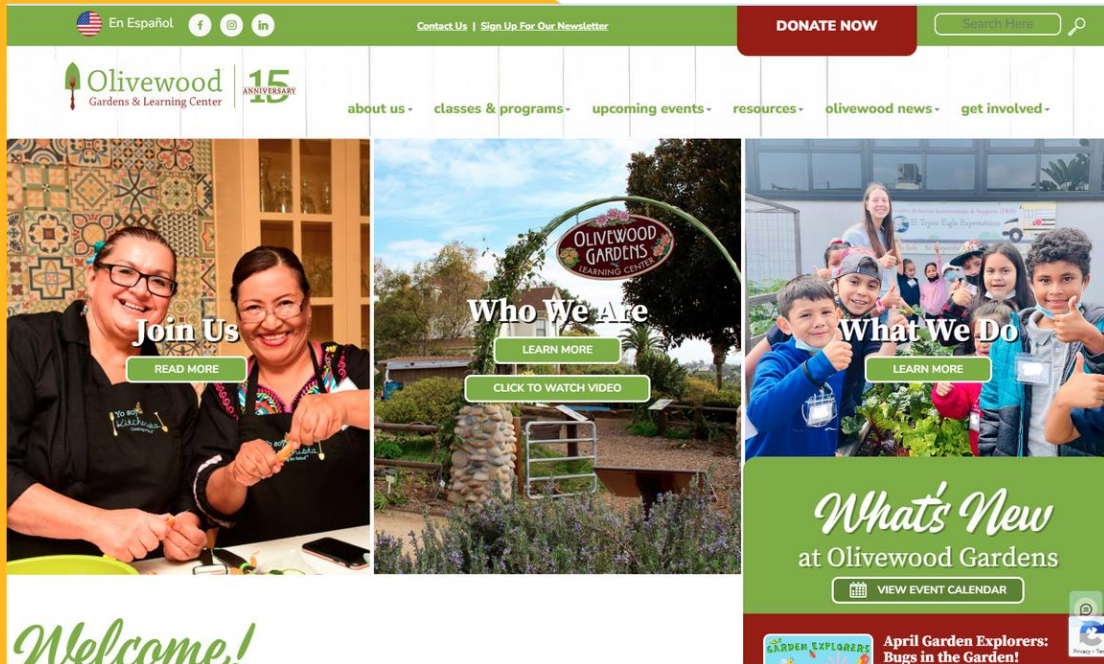 En Español
Contact Us | Sign Up For Our Newsletter
DONATE NOW
Search Here
Olivewood
Gardens & Learning Center
15
ANNIVERSARY
about us
classes & programs
upcoming events
resources
olivewood news
get involved
Join Us
READ MORE
Yo soy
Kitchenista
OLIVEWOOD
GARDENS
LEARNING CENTER
Who We Are
LEARN MORE
CLICK TO WATCH VIDEO
What We Do
LEARN MORE
What's New
at Olivewood Gardens
VIEW EVENT CALENDAR
Welcome!
GARDEN EXPLORERS
April Garden Explorers:
Bugs in the Garden!